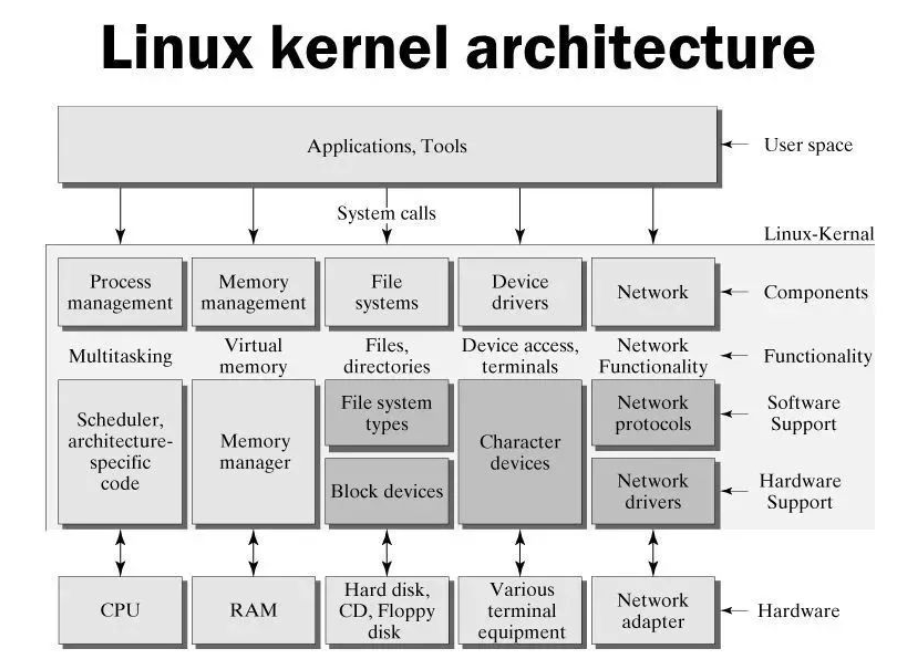 Linux kernel architecture
Applications, Tools
User space
System calls
Linux-Kernel
Process
management
Memory
management
File
systems
Device
drivers
Network
Components
Multitasking
Virtual
memory
Files,
directories
Device access,
terminals
Network
Functionality
Functionality
Scheduler,
architecture-
specific
code
Memory
manager
File system
types
Block devices
Character
devices
Network
protocols
Network
drivers
Software
Support
Hardware
Support
CPU
RAM
Hard disk,
CD, Floppy
disk
Various
terminal
equipment
Network
adapter
Hardware